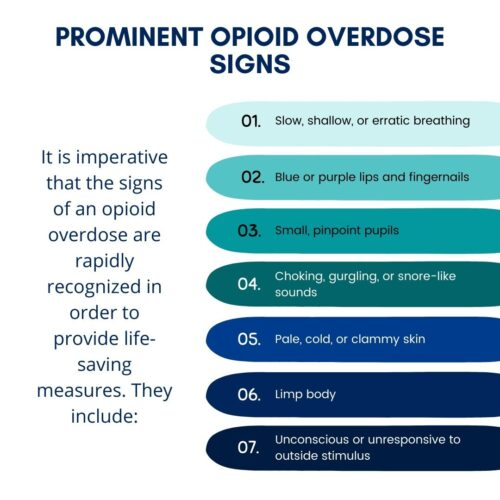 PROMINENT OPIOID OVERDOSE
SIGNS
It is imperative
that the signs
of an opioid
overdose are
rapidly
recognized in
order to
provide life-
saving
measures. They
include:
01. Slow, shallow, or erratic breathing
02. Blue or purple lips and fingernails
03. Small, pinpoint pupils
04. Choking, gurgling, or snore-like
sounds
05. Pale, cold, or clammy skin
06. Limp body
07. Unconscious or unresponsive to
outside stimulus